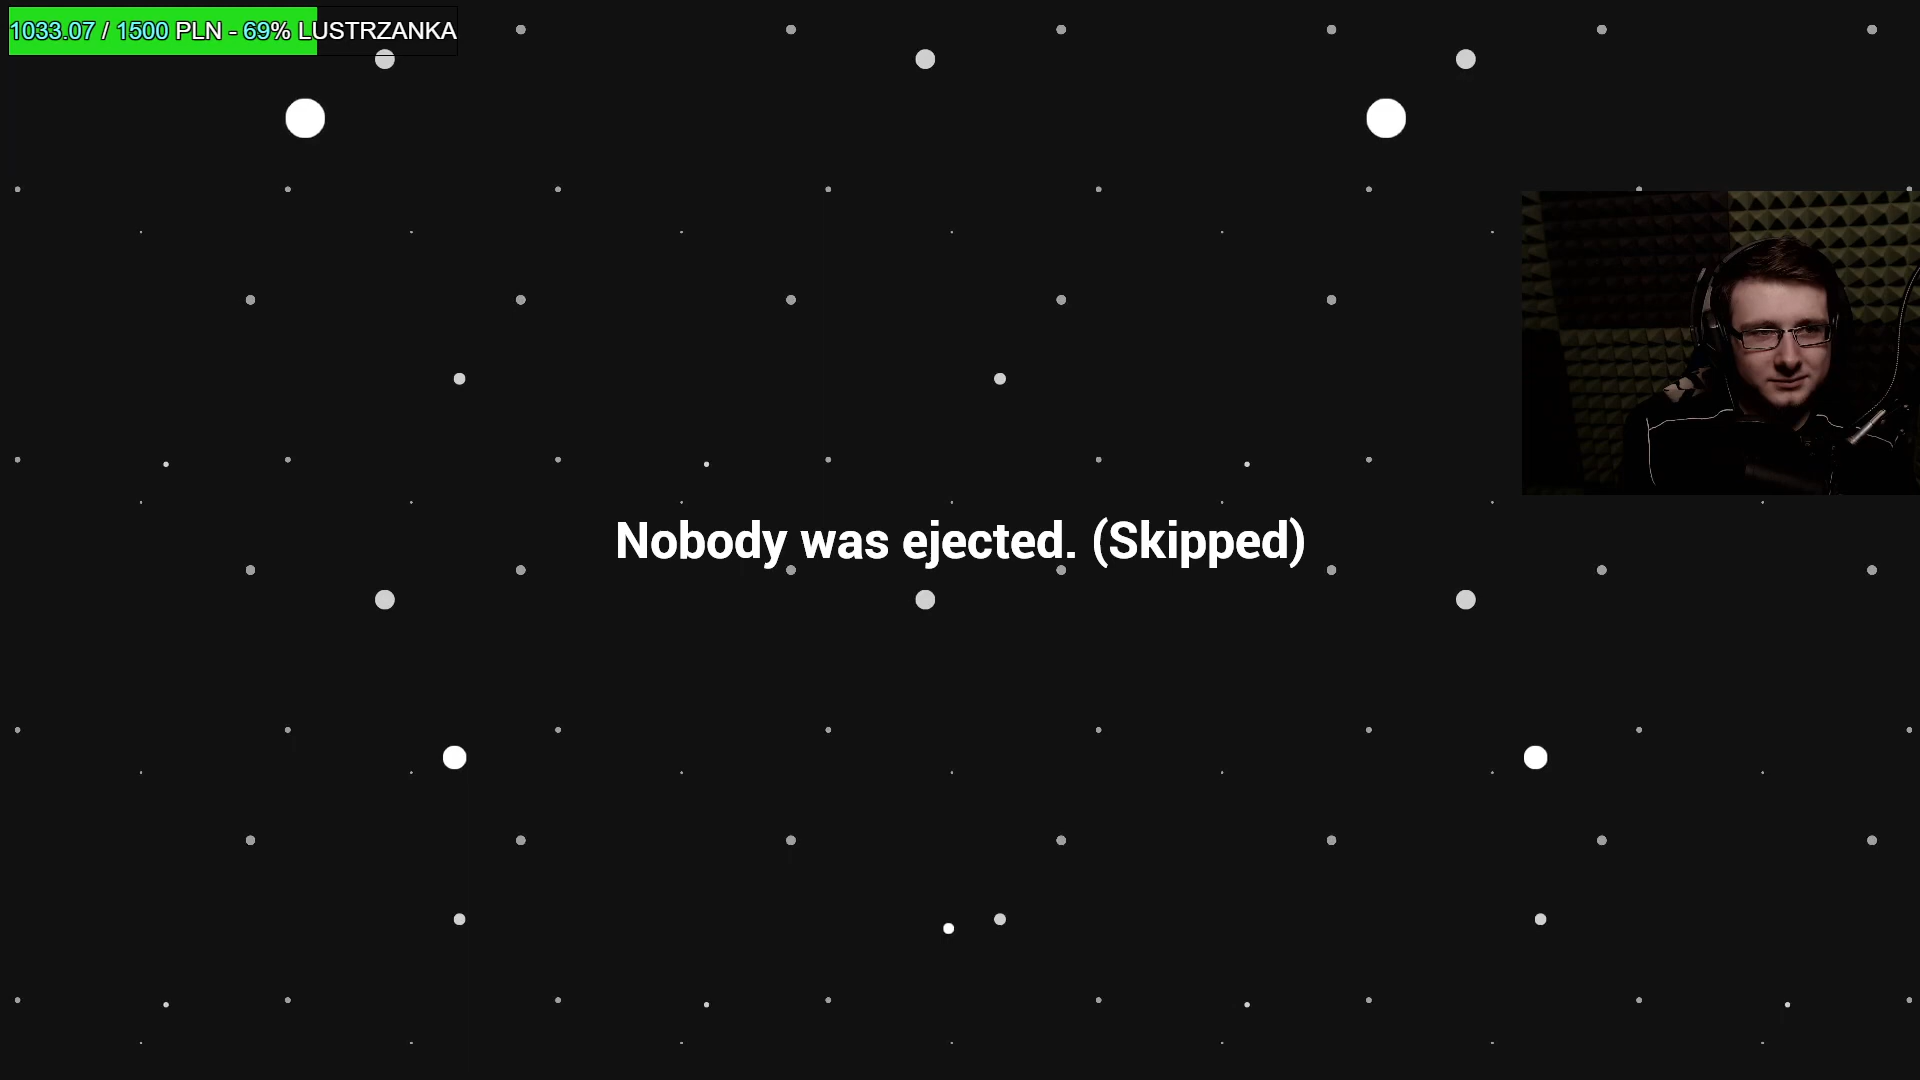 1033.07 / 1500 PLN - 69% LUSTRZANKA
Nobody was ejected. (Skipped)